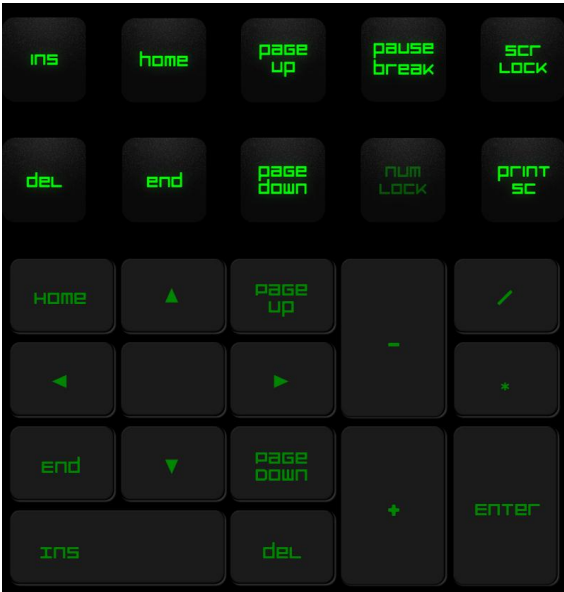 ins home page up pause break scr LOCK
del end page down num LOCK print sc
Home ▲ page up - /
◄ ► *
End ▼ page DOWN + Enter
Ins del